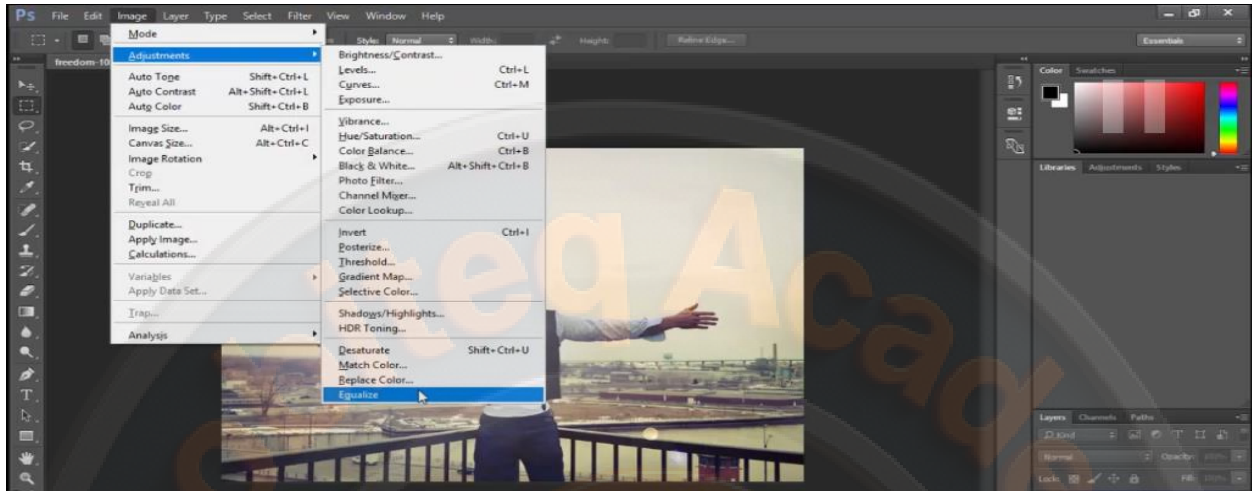 Ps File Edit Image Layer Type Select Filter View Window Help
Style: Normal Width: Height: Refine Edge... Essentials
freedom-10
Mode
Adjustments
Auto Tone Shift+Ctrl+L
Auto Contrast Alt+Shift+Ctrl+L
Auto Color Shift+Ctrl+B
Image Size... Alt+Ctrl+I
Canvas Size... Alt+Ctrl+C
Image Rotation
Crop
Trim...
Reveal All
Duplicate...
Apply Image...
Calculations...
Variables
Apply Data Set...
Trap...
Analysis
Brightness/Contrast...
Levels... Ctrl+L
Curves... Ctrl+M
Exposure...
Vibrance...
Hue/Saturation... Ctrl+U
Color Balance... Ctrl+B
Black & White... Alt+Shift+Ctrl+B
Photo Filter...
Channel Mixer...
Color Lookup...
Invert Ctrl+I
Posterize...
Threshold...
Gradient Map...
Selective Color...
Shadows/Highlights...
HDR Toning...
Desaturate Shift+Ctrl+U
Match Color...
Replace Color...
Equalize
Color Swatches
Libraries Adjustments Styles
Layers Channels Paths
Kind
Normal Opacity:
Lock: Fill: